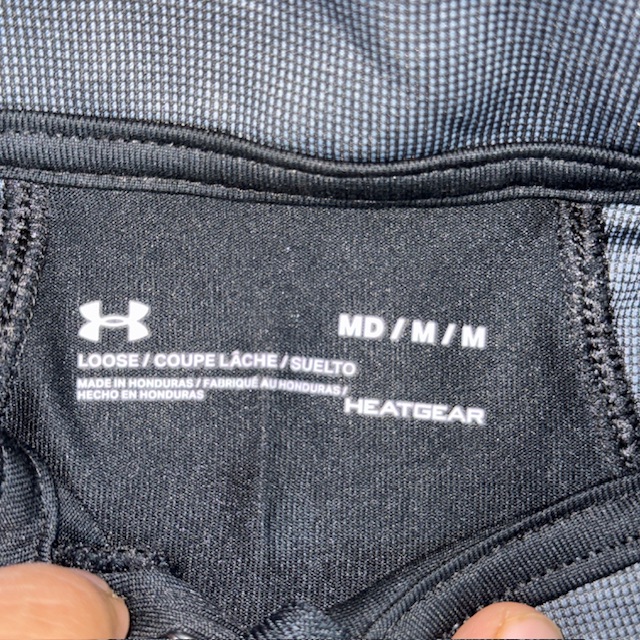 MD / M / M
LOOSE / COUPE LÂCHE / SUELTO
MADE IN HONDURAS / FABRIQUÉ AU HONDURAS /
HECHO EN HONDURAS
HEATGEAR